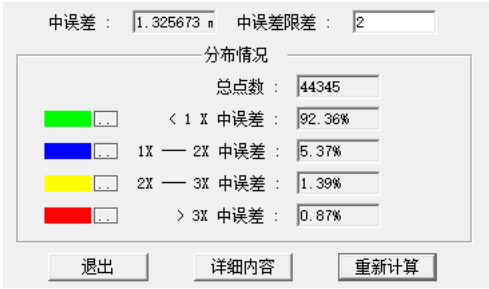 中误差 : 1.325673 m 中误差限差 : 2
分布情况
总点数 : 44345
.. < 1 X 中误差 : 92.36%
.. 1X —— 2X 中误差 : 5.37%
.. 2X —— 3X 中误差 : 1.39%
.. > 3X 中误差 : 0.87%
退出 详细内容 重新计算